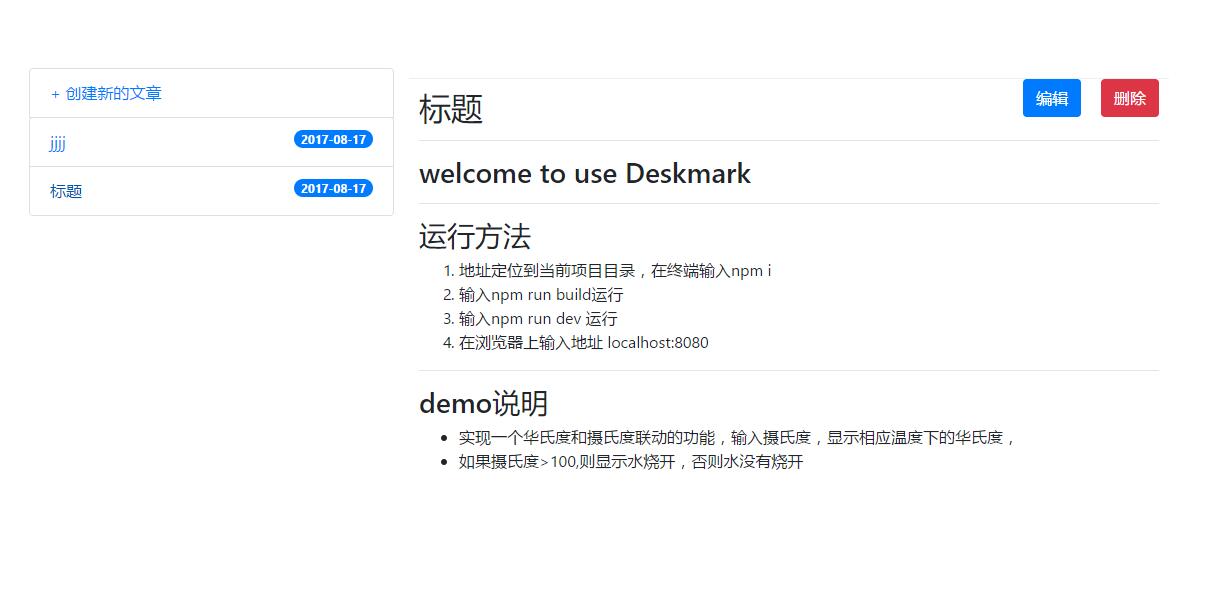 + 创建新的文章
jjjj 2017-08-17
标题 2017-08-17
标题 编辑 删除
welcome to use Deskmark
运行方法
1. 地址定位到当前项目目录，在终端输入npm i
2. 输入npm run build运行
3. 输入npm run dev 运行
4. 在浏览器上输入地址 localhost:8080
demo说明
• 实现一个华氏度和摄氏度联动的功能，输入摄氏度，显示相应温度下的华氏度，
• 如果摄氏度>100,则显示水烧开，否则水没有烧开